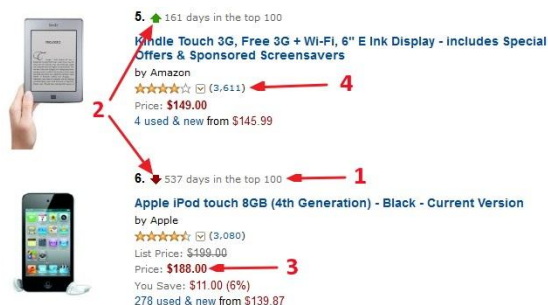 5. 161 days in the top 100
Kindle Touch 3G, Free 3G + Wi-Fi, 6" E Ink Display - includes Special
Offers & Sponsored Screensavers
by Amazon
(3,611)
4
Price: $149.00
2
4 used & new from $145.99
6. 537 days in the top 100
1
Apple iPod touch 8GB (4th Generation) - Black - Current Version
by Apple
(3,080)
List Price: $199.00
Price: $188.00
3
You Save: $11.00 (6%)
278 used & new from $139.87